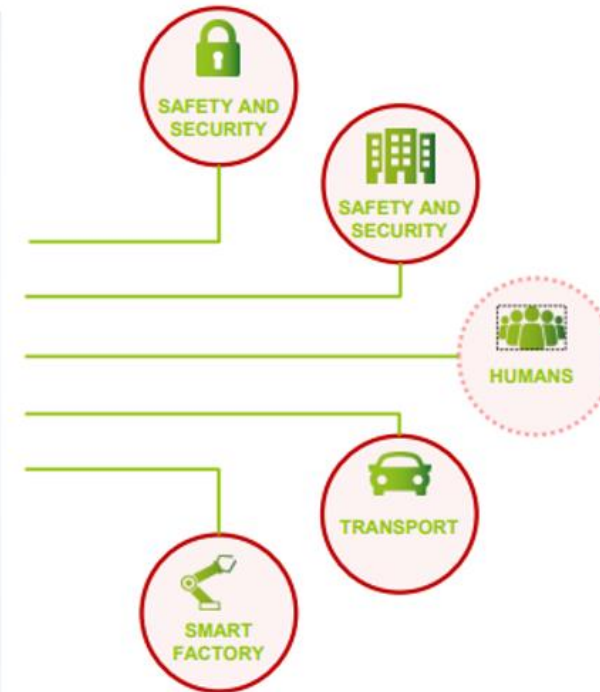 SAFETY AND
SECURITY
SAFETY AND
SECURITY
HUMANS
TRANSPORT
SMART
FACTORY